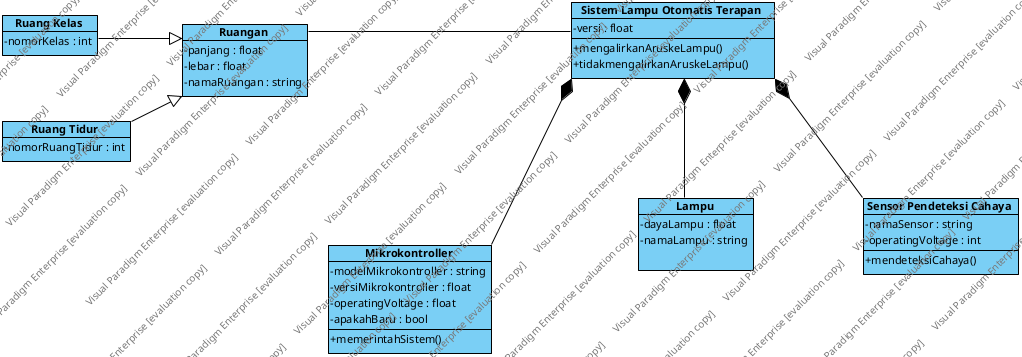 Ruang Kelas
-nomorKelas : int
Ruangan
-panjang : float
-lebar : float
-namaRuangan : string
Ruang Tidur
-nomorRuangTidur : int
Sistem Lampu Otomatis Terapan
-versi : float
+mengalirkanAruskeLampu()
+tidakmengalirkanAruskeLampu()
Mikrokontroller
-modelMikrokontroller : string
-versiMikrokontroller : float
-operatingVoltage : float
-apakahBaru : bool
+memerintahSistem()
Lampu
-dayaLampu : float
-namaLampu : string
Sensor Pendeteksi Cahaya
-namaSensor : string
-operatingVoltage : int
+mendeteksiCahaya()
Visual Paradigm Enterprise [evaluation copy]